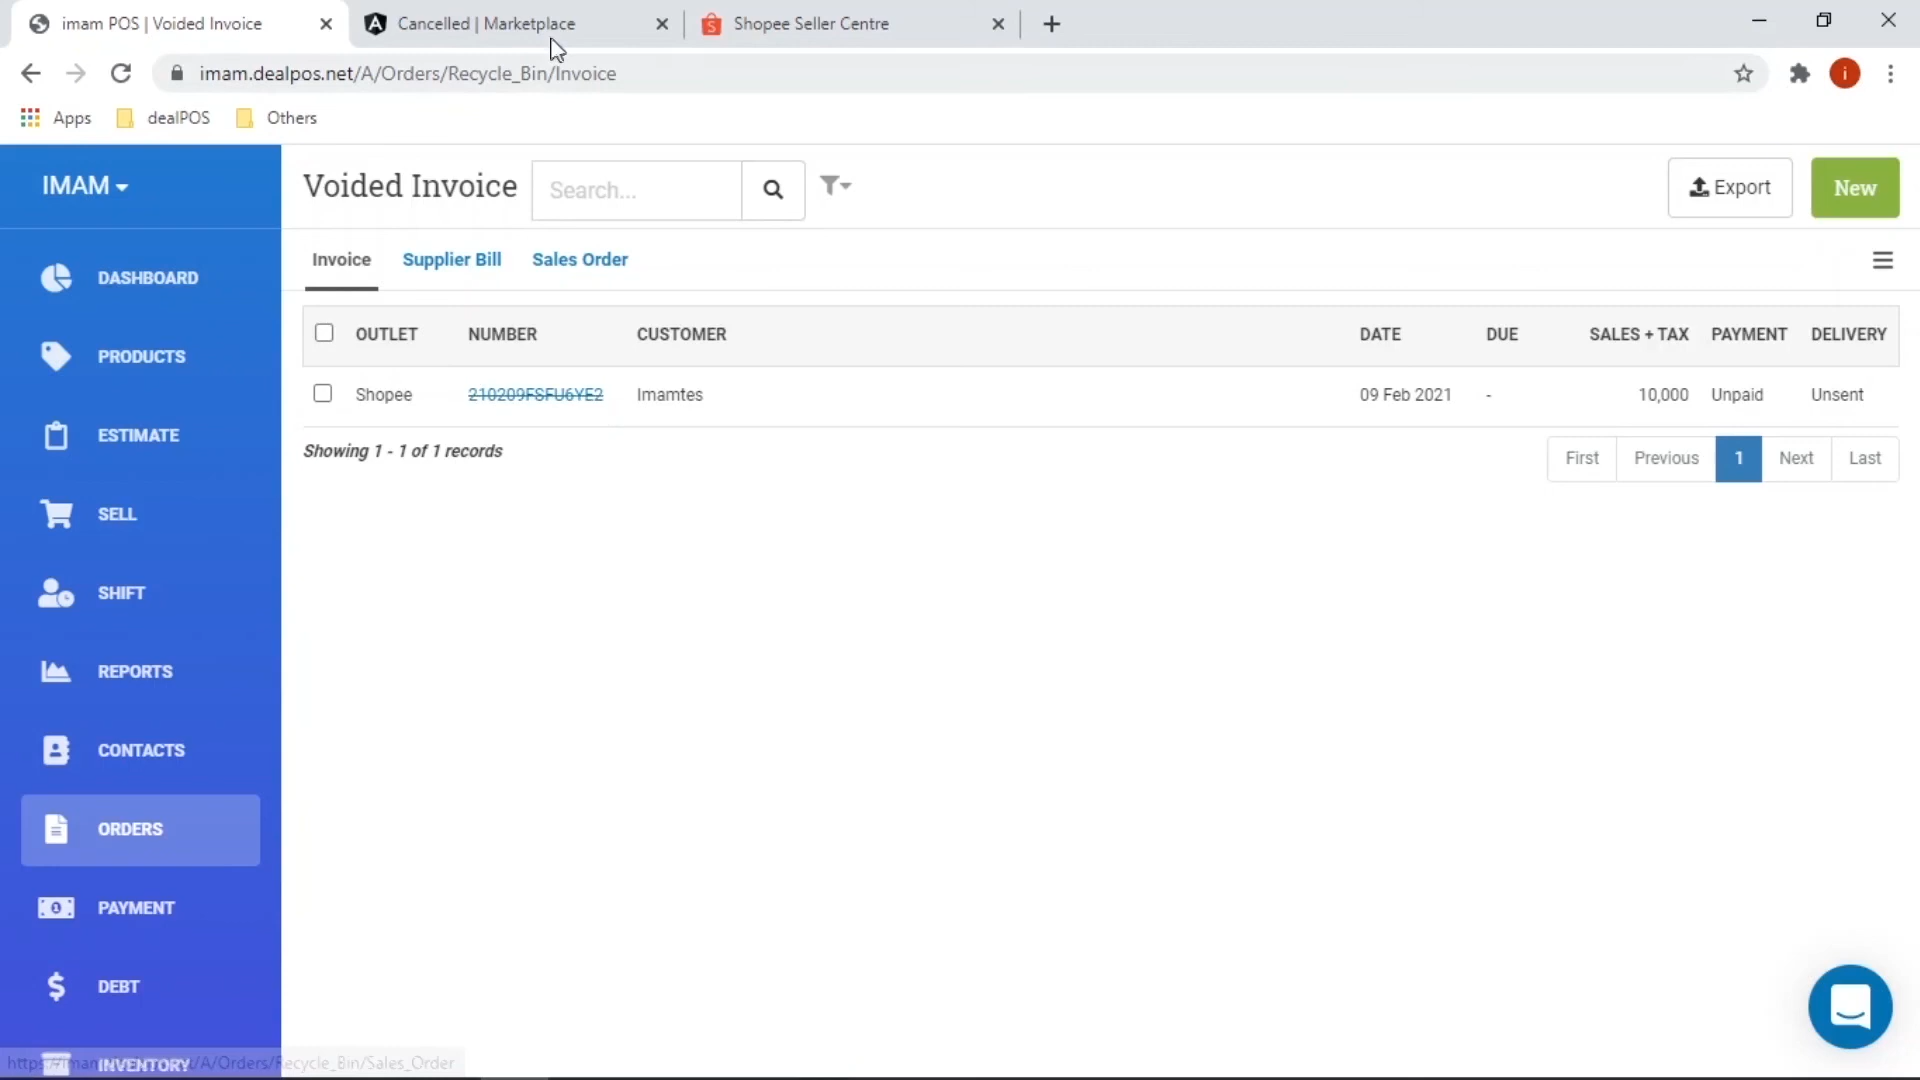 imam POS | Voided Invoice
Cancelled | Marketplace
Shopee Seller Centre
imam.dealpos.net/A/Orders/Recycle_Bin/Invoice
i
Apps
dealPOS
Others
IMAM
Voided Invoice
Search...
Export
New
Invoice
Supplier Bill
Sales Order
DASHBOARD
PRODUCTS
ESTIMATE
SELL
SHIFT
REPORTS
CONTACTS
ORDERS
PAYMENT
DEBT
INVENTORY
OUTLET NUMBER CUSTOMER DATE DUE SALES + TAX PAYMENT DELIVERY
Shopee 210209FSFU6YE2 Imamtes 09 Feb 2021 - 10,000 Unpaid Unsent
Showing 1 - 1 of 1 records
First Previous 1 Next Last